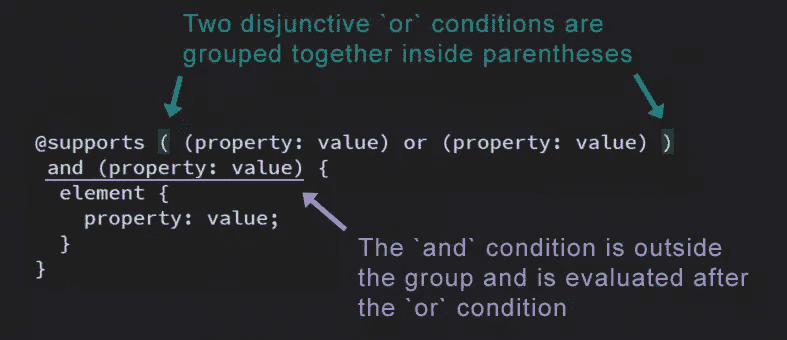 Two disjunctive `or` conditions are
grouped together inside parentheses
@supports ( (property: value) or (property: value) )
and (property: value) {
element {
property: value;
}
}
The `and` condition is outside
the group and is evaluated after
the `or` condition